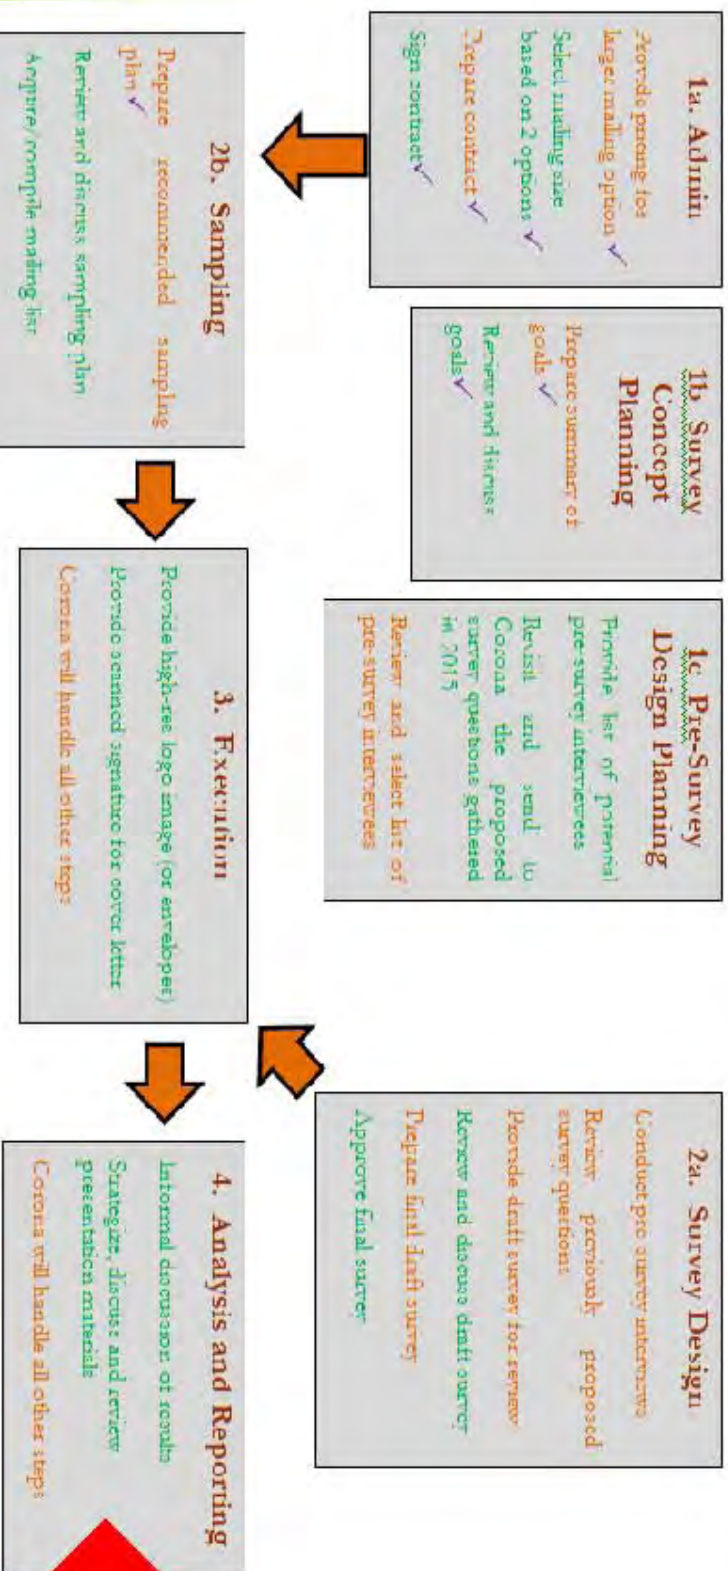 1a. Admin
Provide pricing for
larger mailing option ✓
Select mailing size
based on 2 options ✓
Prepare contract ✓
Sign contract ✓
1b Survey
Concept
Planning
Prepare summary of
goals ✓
Review and discuss
goals ✓
1c Pre-Survey
Design Planning
Provide list of potential
pre-survey interviewees
Revisit and send to
Corona the proposed
survey questions gathered
in 2015
Review and select list of
pre-survey interviewees
2a. Survey Design
Conduct pre survey interviews
Review previously proposed
survey questions
Provide draft survey for review
Review and discuss draft survey
Prepare final draft survey
Approve final survey
2b. Sampling
Prepare recommended sampling
plan ✓
Review and discuss sampling plan
Acquire/compile mailing list
3. Execution
Provide high-res logo image (or envelopes)
Provide scanned signature for cover letter
Corona will handle all other steps
4. Analysis and Reporting
Informal discussion of results
Strategize, discuss and review
presentation materials
Corona will handle all other steps